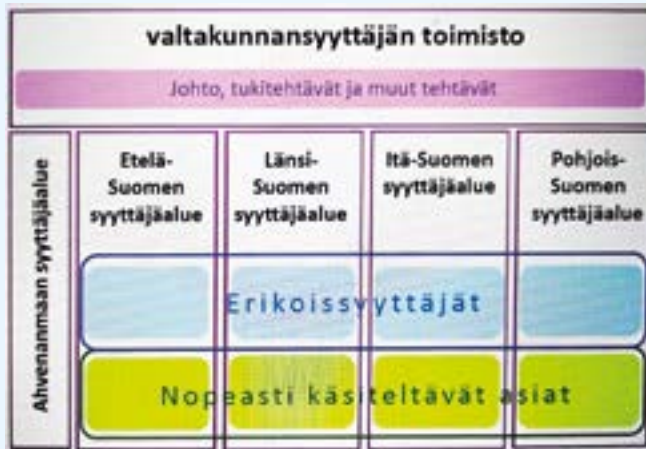 valtakunnansyyttäjän toimisto
Johto, tukitehtävät ja muut tehtävät
Ahvenanmaan syyttäjäalue
Etelä-
Suomen
syyttäjäalue
Länsi-
Suomen
syyttäjäalue
Itä-Suomen
syyttäjäalue
Pohjois-
Suomen
syyttäjäalue
Erikoissyyttäjät
Nopeasti käsiteltävät asiat